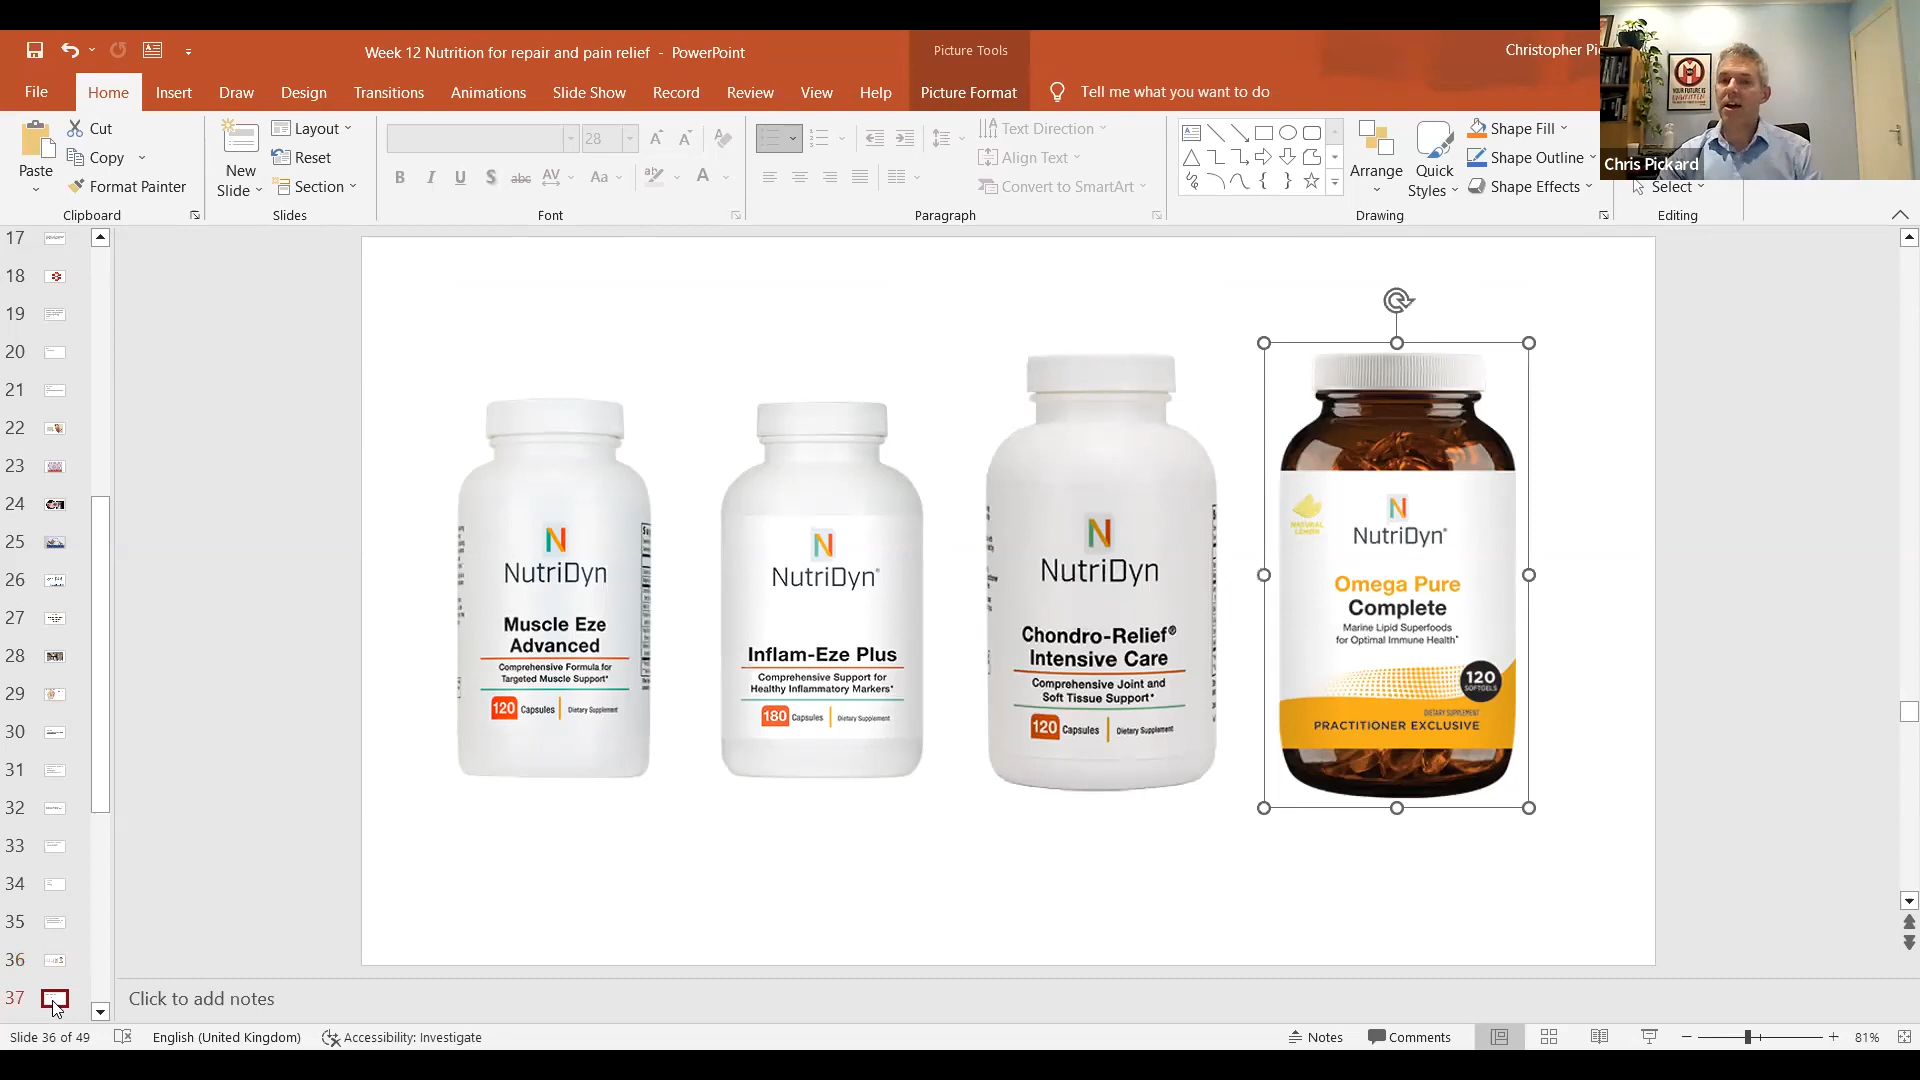 Week 12 Nutrition for repair and pain relief - PowerPoint
Picture Tools
Christopher
File
Home
Insert
Draw
Design
Transitions
Animations
Slide Show
Record
Review
View
Help
Picture Format
Tell me what you want to do
Paste
Cut
Copy
Format Painter
Clipboard
New
Slide
Layout
Reset
Section
Slides
28
B I U S abc AV Aa A
Font
Text Direction
Align Text
Convert to SmartArt
Paragraph
Arrange
Quick
Styles
Shape Fill
Shape Outline
Shape Effects
Drawing
Select
Editing
Chris Pickard
17
18
19
20
21
22
23
24
25
26
27
28
29
30
31
32
33
34
35
36
37
NutriDyn
Muscle Eze
Advanced
Comprehensive Formula for
Targeted Muscle Support*
120 Capsules
Dietary Supplement
NutriDyn®
Inflam-Eze Plus
Comprehensive Support for
Healthy Inflammatory Markers*
180 Capsules
Dietary Supplement
NutriDyn
Chondro-Relief®
Intensive Care
Comprehensive Joint and
Soft Tissue Support*
120 Capsules
Dietary Supplement
NATURAL
LEMON
NutriDyn®
Omega Pure
Complete
Marine Lipid Superfoods
for Optimal Immune Health*
120
SOFTGELS
DIETARY SUPPLEMENT
PRACTITIONER EXCLUSIVE
Click to add notes
Slide 36 of 49
English (United Kingdom)
Accessibility: Investigate
Notes
Comments
81%